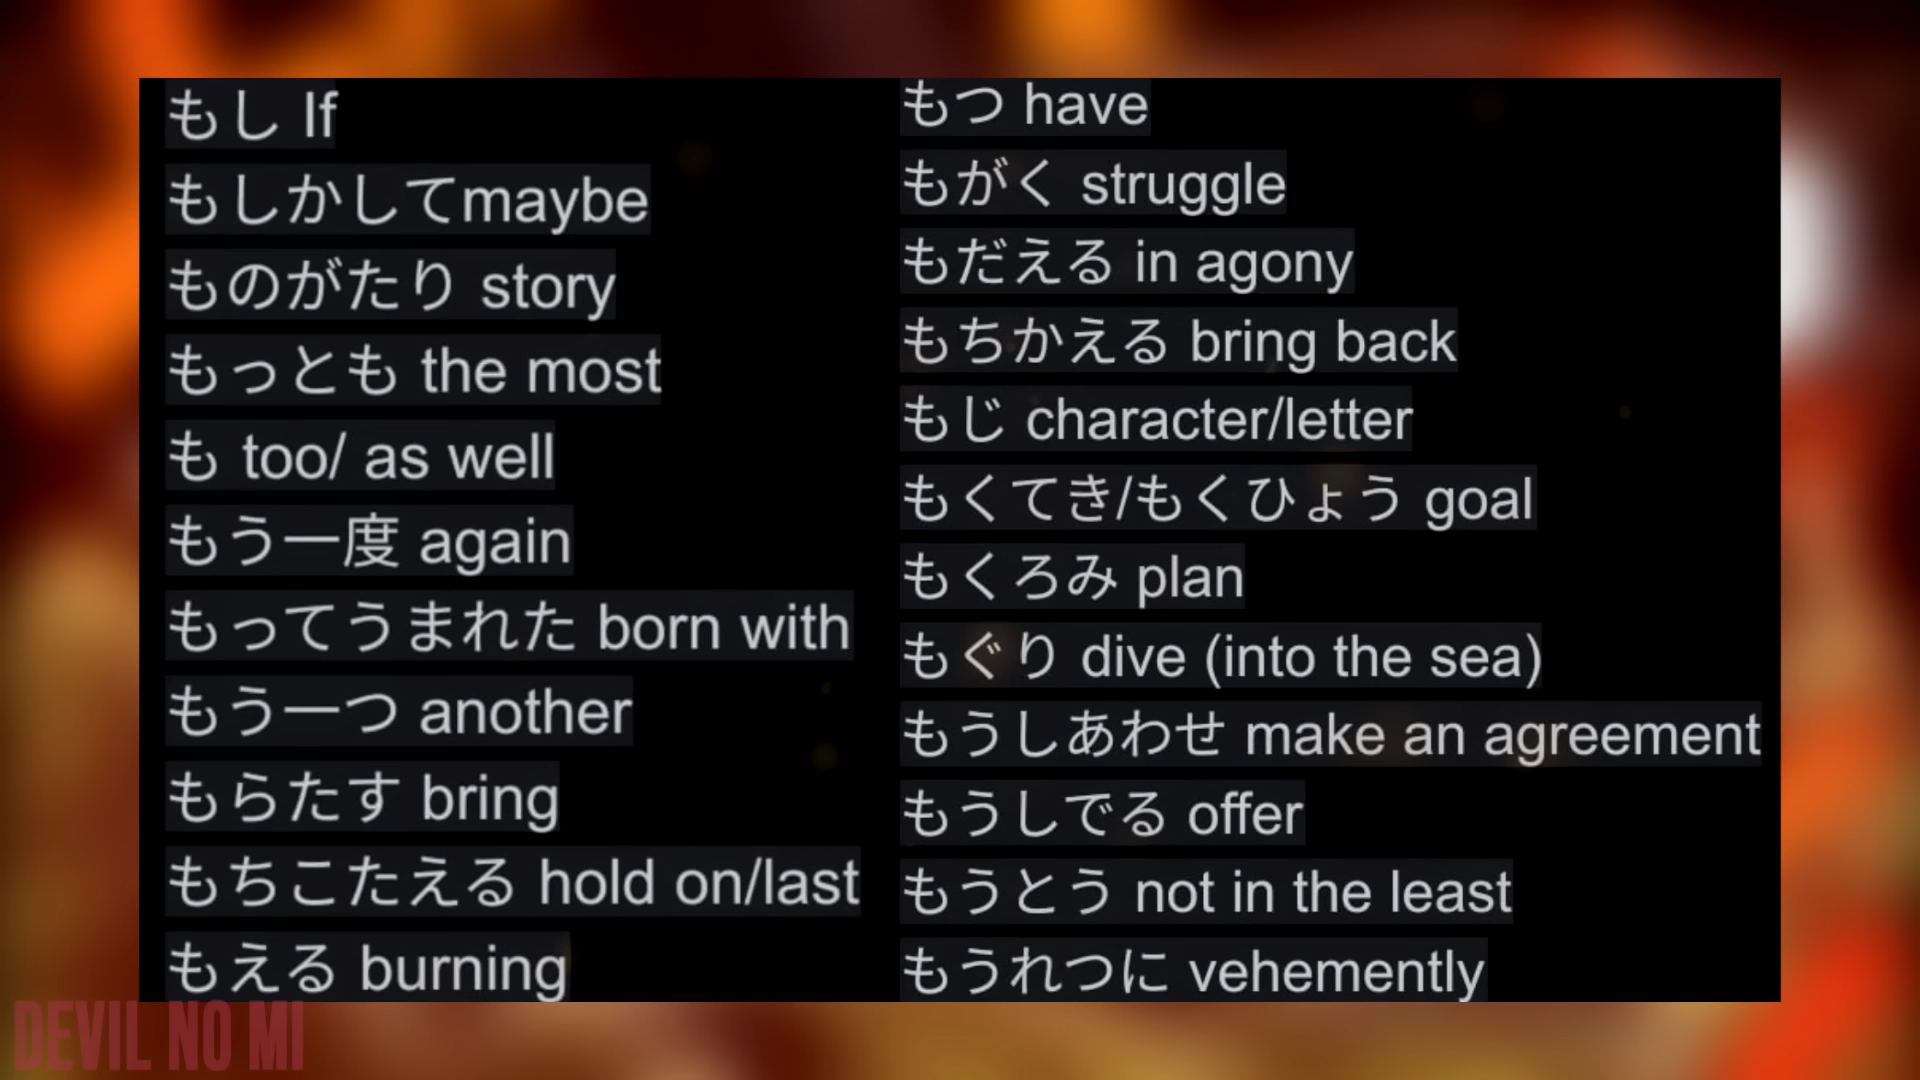 もし If
もしかしてmaybe
ものがたり story
もっとも the most
も too/ as well
もう一度 again
もってうまれた born with
もう一つ another
もらたす bring
もちこたえる hold on/last
もえる burning
もつ have
もがく struggle
もだえる in agony
もちかえる bring back
もじ character/letter
もくてき/もくひょう goal
もくろみ plan
もぐり dive (into the sea)
もうしあわせ make an agreement
もうしでる offer
もうとう not in the least
もうれつに vehemently
DEVIL NO MI